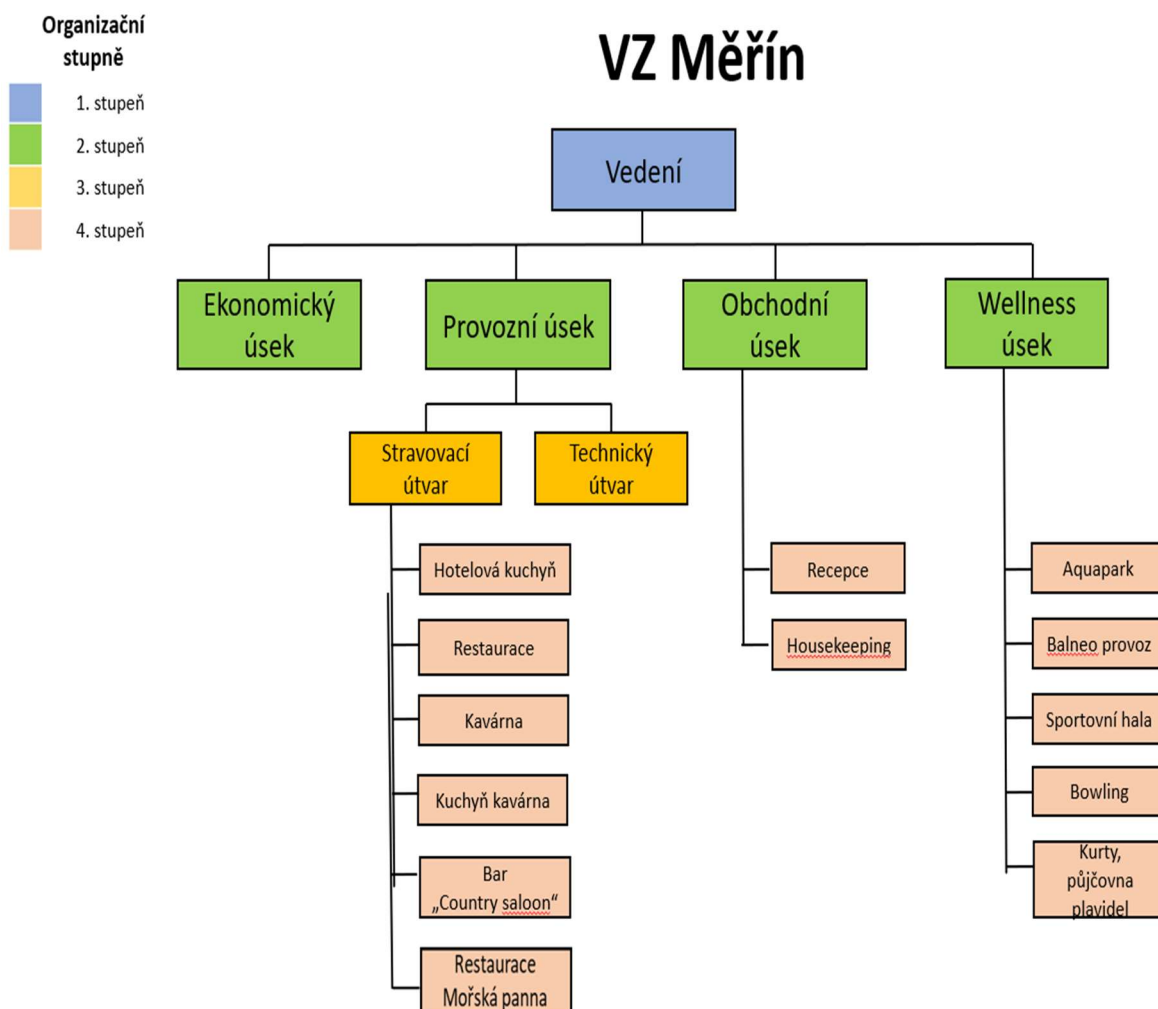 Organizační
stupně
1. stupeň
2. stupeň
3. stupeň
4. stupeň
VZ Měřín
Vedení
Ekonomický
úsek
Provozní úsek
Obchodní
úsek
Wellness
úsek
Stravovací
útvar
Technický
útvar
Hotelová kuchyň
Restaurace
Kavárna
Kuchyň kavárna
Bar
„Country saloon“
Restaurace
Mořská panna
Recepce
Housekeeping
Aquapark
Balneo provoz
Sportovní hala
Bowling
Kurty,
půjčovna
plavidel